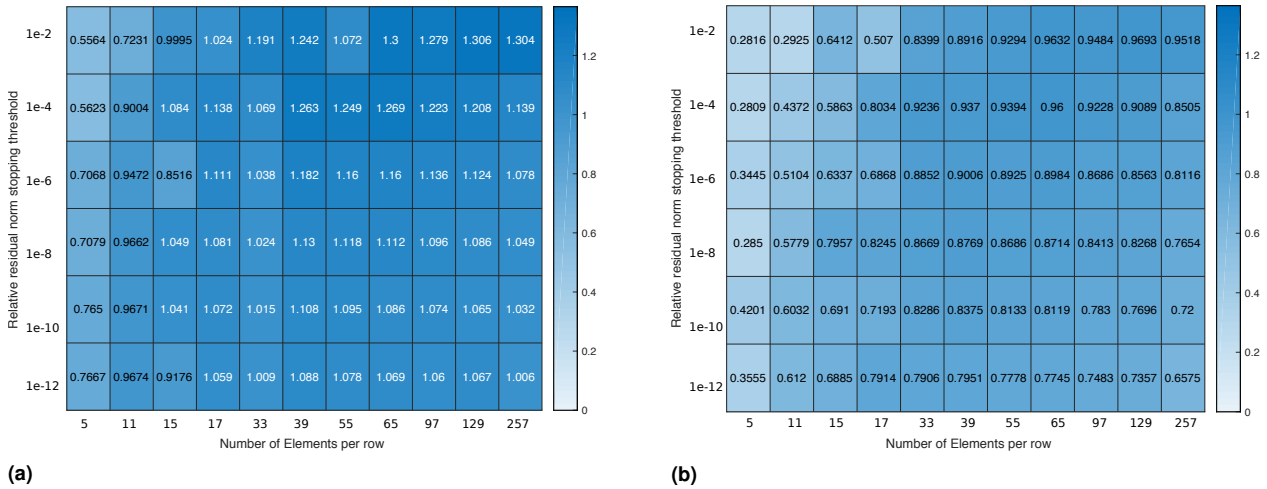 Relative residual norm stopping threshold
1e-2 0.5564 0.7231 0.9995 1.024 1.191 1.242 1.072 1.3 1.279 1.306 1.304
1e-4 0.5623 0.9004 1.084 1.138 1.069 1.263 1.249 1.269 1.223 1.208 1.139
1e-6 0.7068 0.9472 0.8516 1.111 1.038 1.182 1.16 1.16 1.136 1.124 1.078
1e-8 0.7079 0.9662 1.049 1.081 1.024 1.13 1.118 1.112 1.096 1.086 1.049
1e-10 0.765 0.9671 1.041 1.072 1.015 1.108 1.095 1.086 1.074 1.065 1.032
1e-12 0.7667 0.9674 0.9176 1.059 1.009 1.088 1.078 1.069 1.06 1.067 1.006
5 11 15 17 33 39 55 65 97 129 257
Number of Elements per row
1.2
1
0.8
0.6
0.4
0.2
0
(a)
Relative residual norm stopping threshold
1e-2 0.2816 0.2925 0.6412 0.507 0.8399 0.8916 0.9294 0.9632 0.9484 0.9693 0.9518
1e-4 0.2809 0.4372 0.5863 0.8034 0.9236 0.937 0.9394 0.96 0.9228 0.9089 0.8505
1e-6 0.3445 0.5104 0.6337 0.6868 0.8852 0.9006 0.8925 0.8984 0.8686 0.8563 0.8116
1e-8 0.285 0.5779 0.7957 0.8245 0.8669 0.8769 0.8686 0.8714 0.8413 0.8268 0.7654
1e-10 0.4201 0.6032 0.691 0.7193 0.8286 0.8375 0.8133 0.8119 0.783 0.7696 0.72
1e-12 0.3555 0.612 0.6885 0.7914 0.7906 0.7951 0.7778 0.7745 0.7483 0.7357 0.6575
5 11 15 17 33 39 55 65 97 129 257
Number of Elements per row
1.2
1
0.8
0.6
0.4
0.2
0
(b)